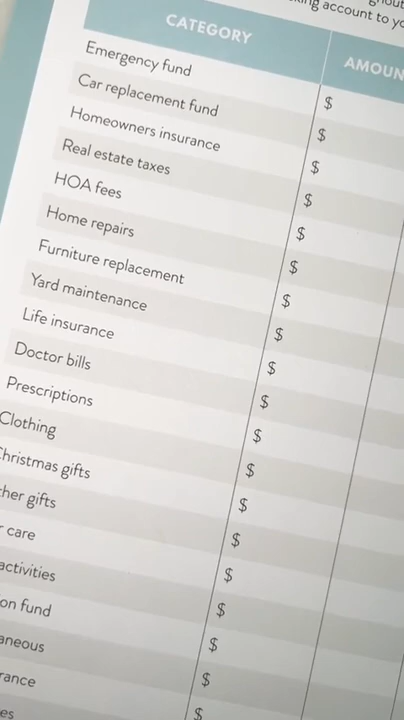 account to yo
CATEGORY
AMOUN
Emergency fund $
Car replacement fund $
Homeowners insurance $
Real estate taxes $
HOA fees $
Home repairs $
Furniture replacement $
Yard maintenance $
Life insurance $
Doctor bills $
Prescriptions $
Clothing $
Christmas gifts $
ther gifts $
care $
activities $
on fund $
aneous $
rance $
es $